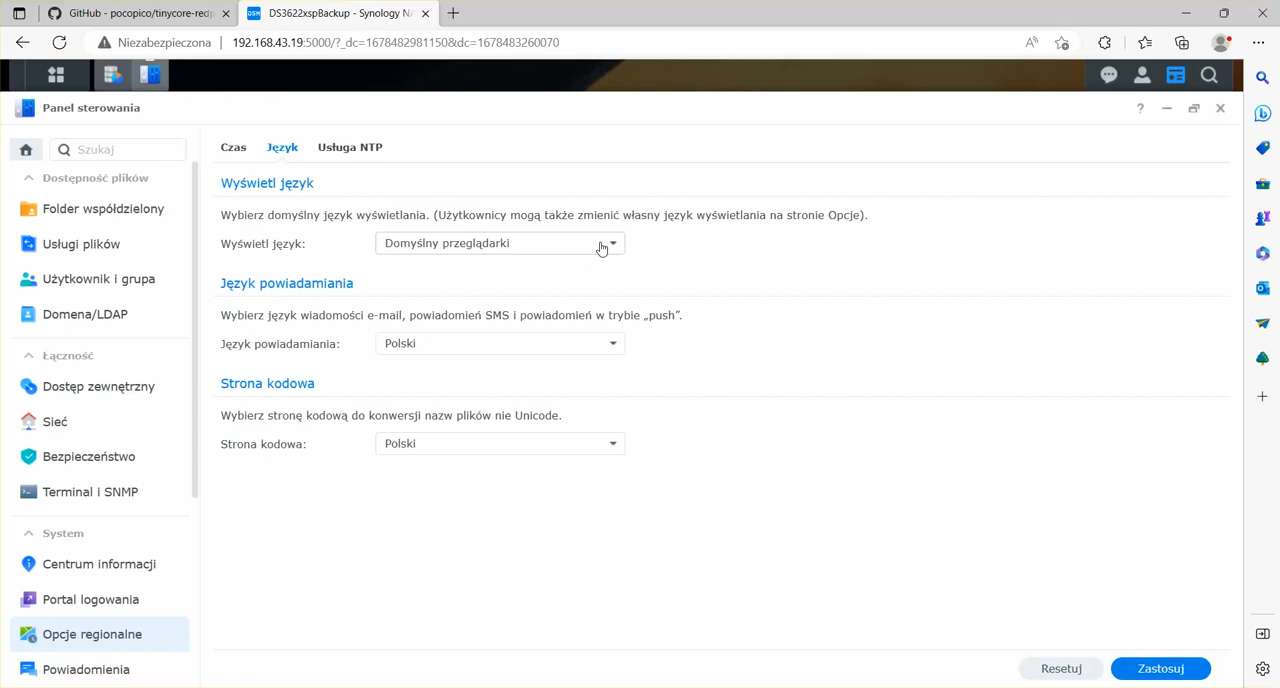 GitHub - pocopico/tinycore-redp
DS3622xspBackup - Synology NA
Niezabezpieczona
192.168.43.19:5000/?_dc=1678482981150&dc=1678483260070
Panel sterowania
Szukaj
Dostępność plików
Folder współdzielony
Usługi plików
Użytkownik i grupa
Domena/LDAP
Łączność
Dostęp zewnętrzny
Sieć
Bezpieczeństwo
Terminal i SNMP
System
Centrum informacji
Portal logowania
Opcje regionalne
Powiadomienia
Czas Język Usługa NTP
Wyświetl język
Wybierz domyślny język wyświetlania. (Użytkownicy mogą także zmienić własny język wyświetlania na stronie Opcje).
Wyświetl język: Domyślny przeglądarki
Język powiadamiania
Wybierz język wiadomości e-mail, powiadomień SMS i powiadomień w trybie „push”.
Język powiadamiania: Polski
Strona kodowa
Wybierz stronę kodową do konwersji nazw plików nie Unicode.
Strona kodowa: Polski
Resetuj Zastosuj